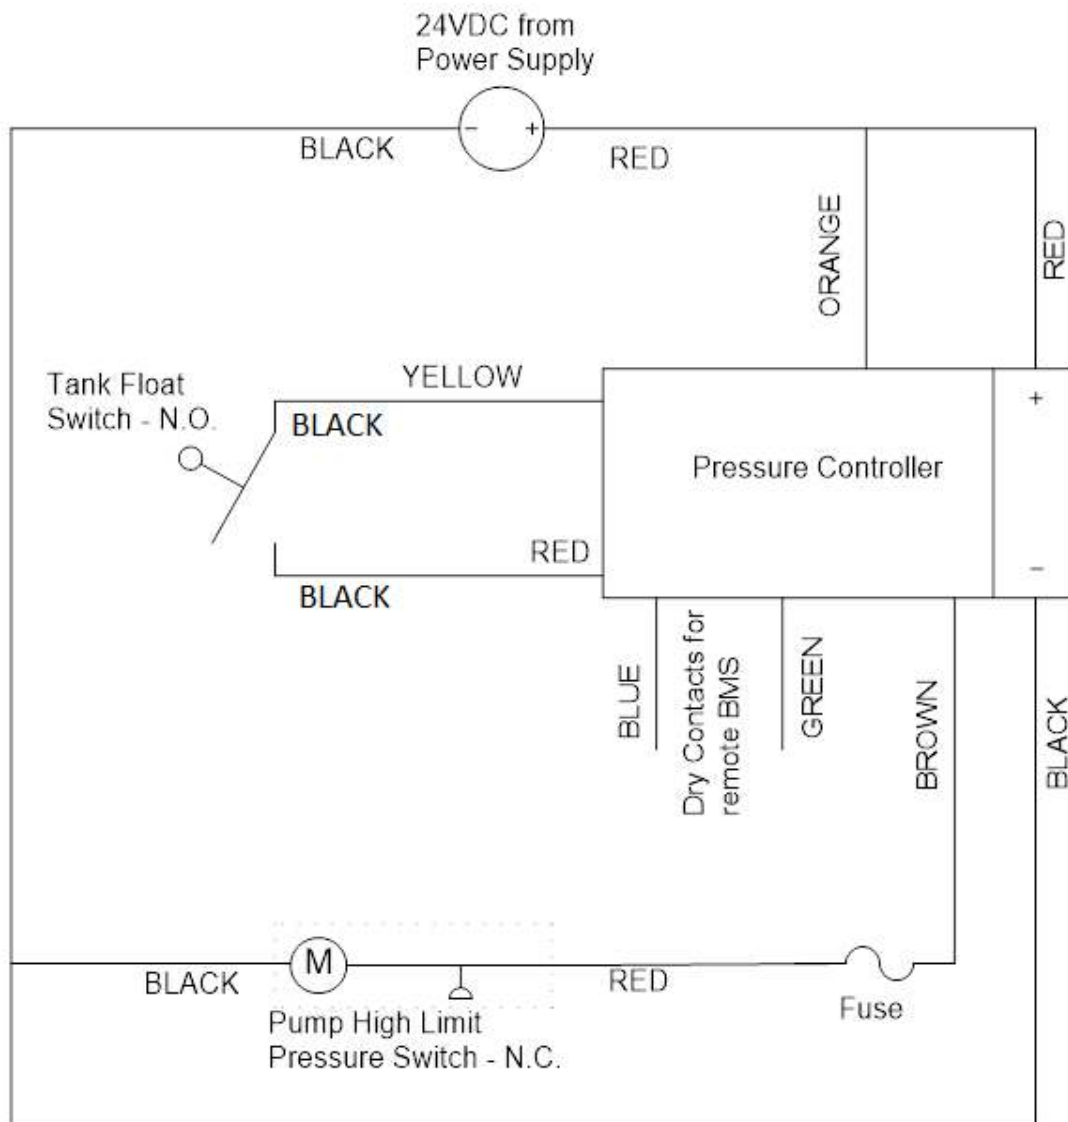 24VDC from
Power Supply
- +
BLACK
RED
ORANGE
RED
Tank Float
Switch - N.O.
YELLOW
BLACK
+
Pressure Controller
RED
-
BLACK
BLUE
Dry Contacts for
remote BMS
GREEN
BROWN
BLACK
M
BLACK
RED
Fuse
Pump High Limit
Pressure Switch - N.C.